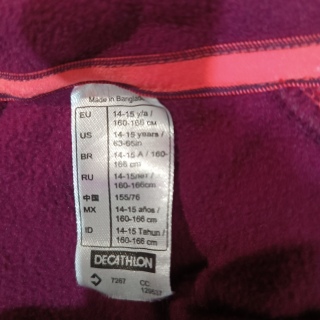 Made in Bangladesh
EU 14-15 y/a /
160-166 cм
US 14-15 years /
63-65in
BR 14-15 A / 160-
166 cm
RU 14-15лет /
160-166cm
中国 155/76
MX 14-15 años /
160-166 cm
ID 14-15 Tahun /
160-166 cm
DECATHLON
7267 CC: